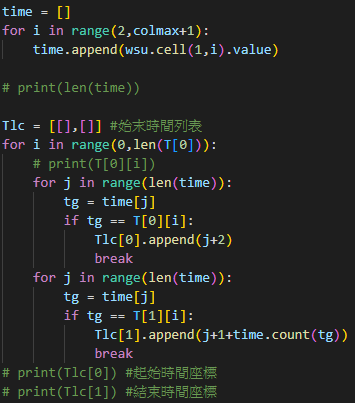 time = []
for i in range(2,colmax+1):
    time.append(wsu.cell(1,i).value)

# print(len(time))

Tlc = [[],[]] #始末時間列表
for i in range(0,len(T[0])):
    # print(T[0][i])
    for j in range(len(time)):
        tg = time[j]
        if tg == T[0][i]:
            Tlc[0].append(j+2)
            break
    for j in range(len(time)):
        tg = time[j]
        if tg == T[1][i]:
            Tlc[1].append(j+1+time.count(tg))
            break
# print(Tlc[0]) #起始時間座標
# print(Tlc[1]) #結束時間座標